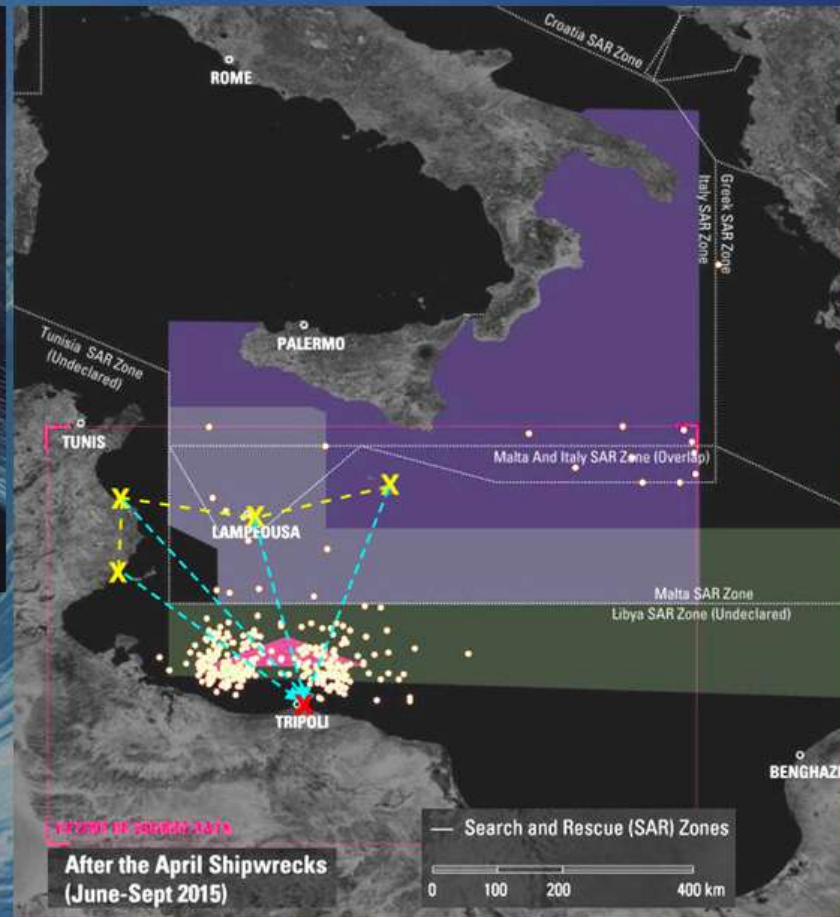 Croatia SAR Zone
ROME
Greek SAR Zone
Italy SAR Zone
Tunisia SAR Zone
(Undeclared)
PALERMO
TUNIS
Malta And Italy SAR Zone (Overlap)
X
X
X
LAMPEOUSA
X
Malta SAR Zone
Libya SAR Zone (Undeclared)
X
TRIPOLI
BENGHAZI
After the April Shipwrecks
(June-Sept 2015)
Search and Rescue (SAR) Zones
0 100 200 400 km